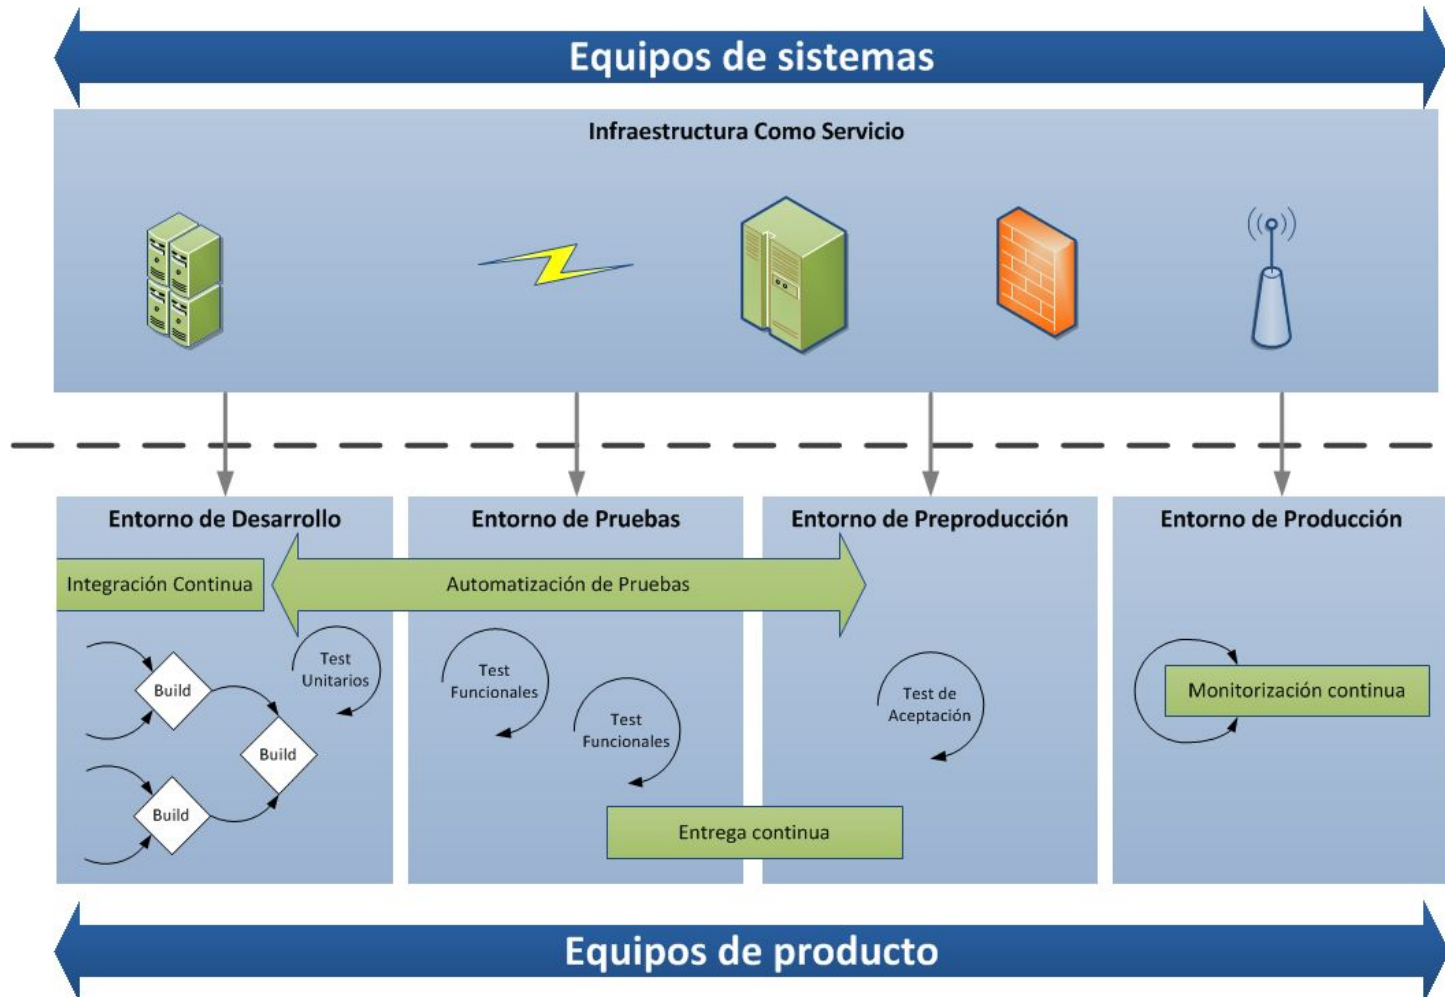 Equipos de sistemas
Infraestructura Como Servicio
Entorno de Desarrollo
Entorno de Pruebas
Entorno de Preproducción
Entorno de Producción
Integración Continua
Automatización de Pruebas
Build
Build
Build
Test
Unitarios
Test
Funcionales
Test
Funcionales
Test de
Aceptación
Monitorización continua
Entrega continua
Equipos de producto